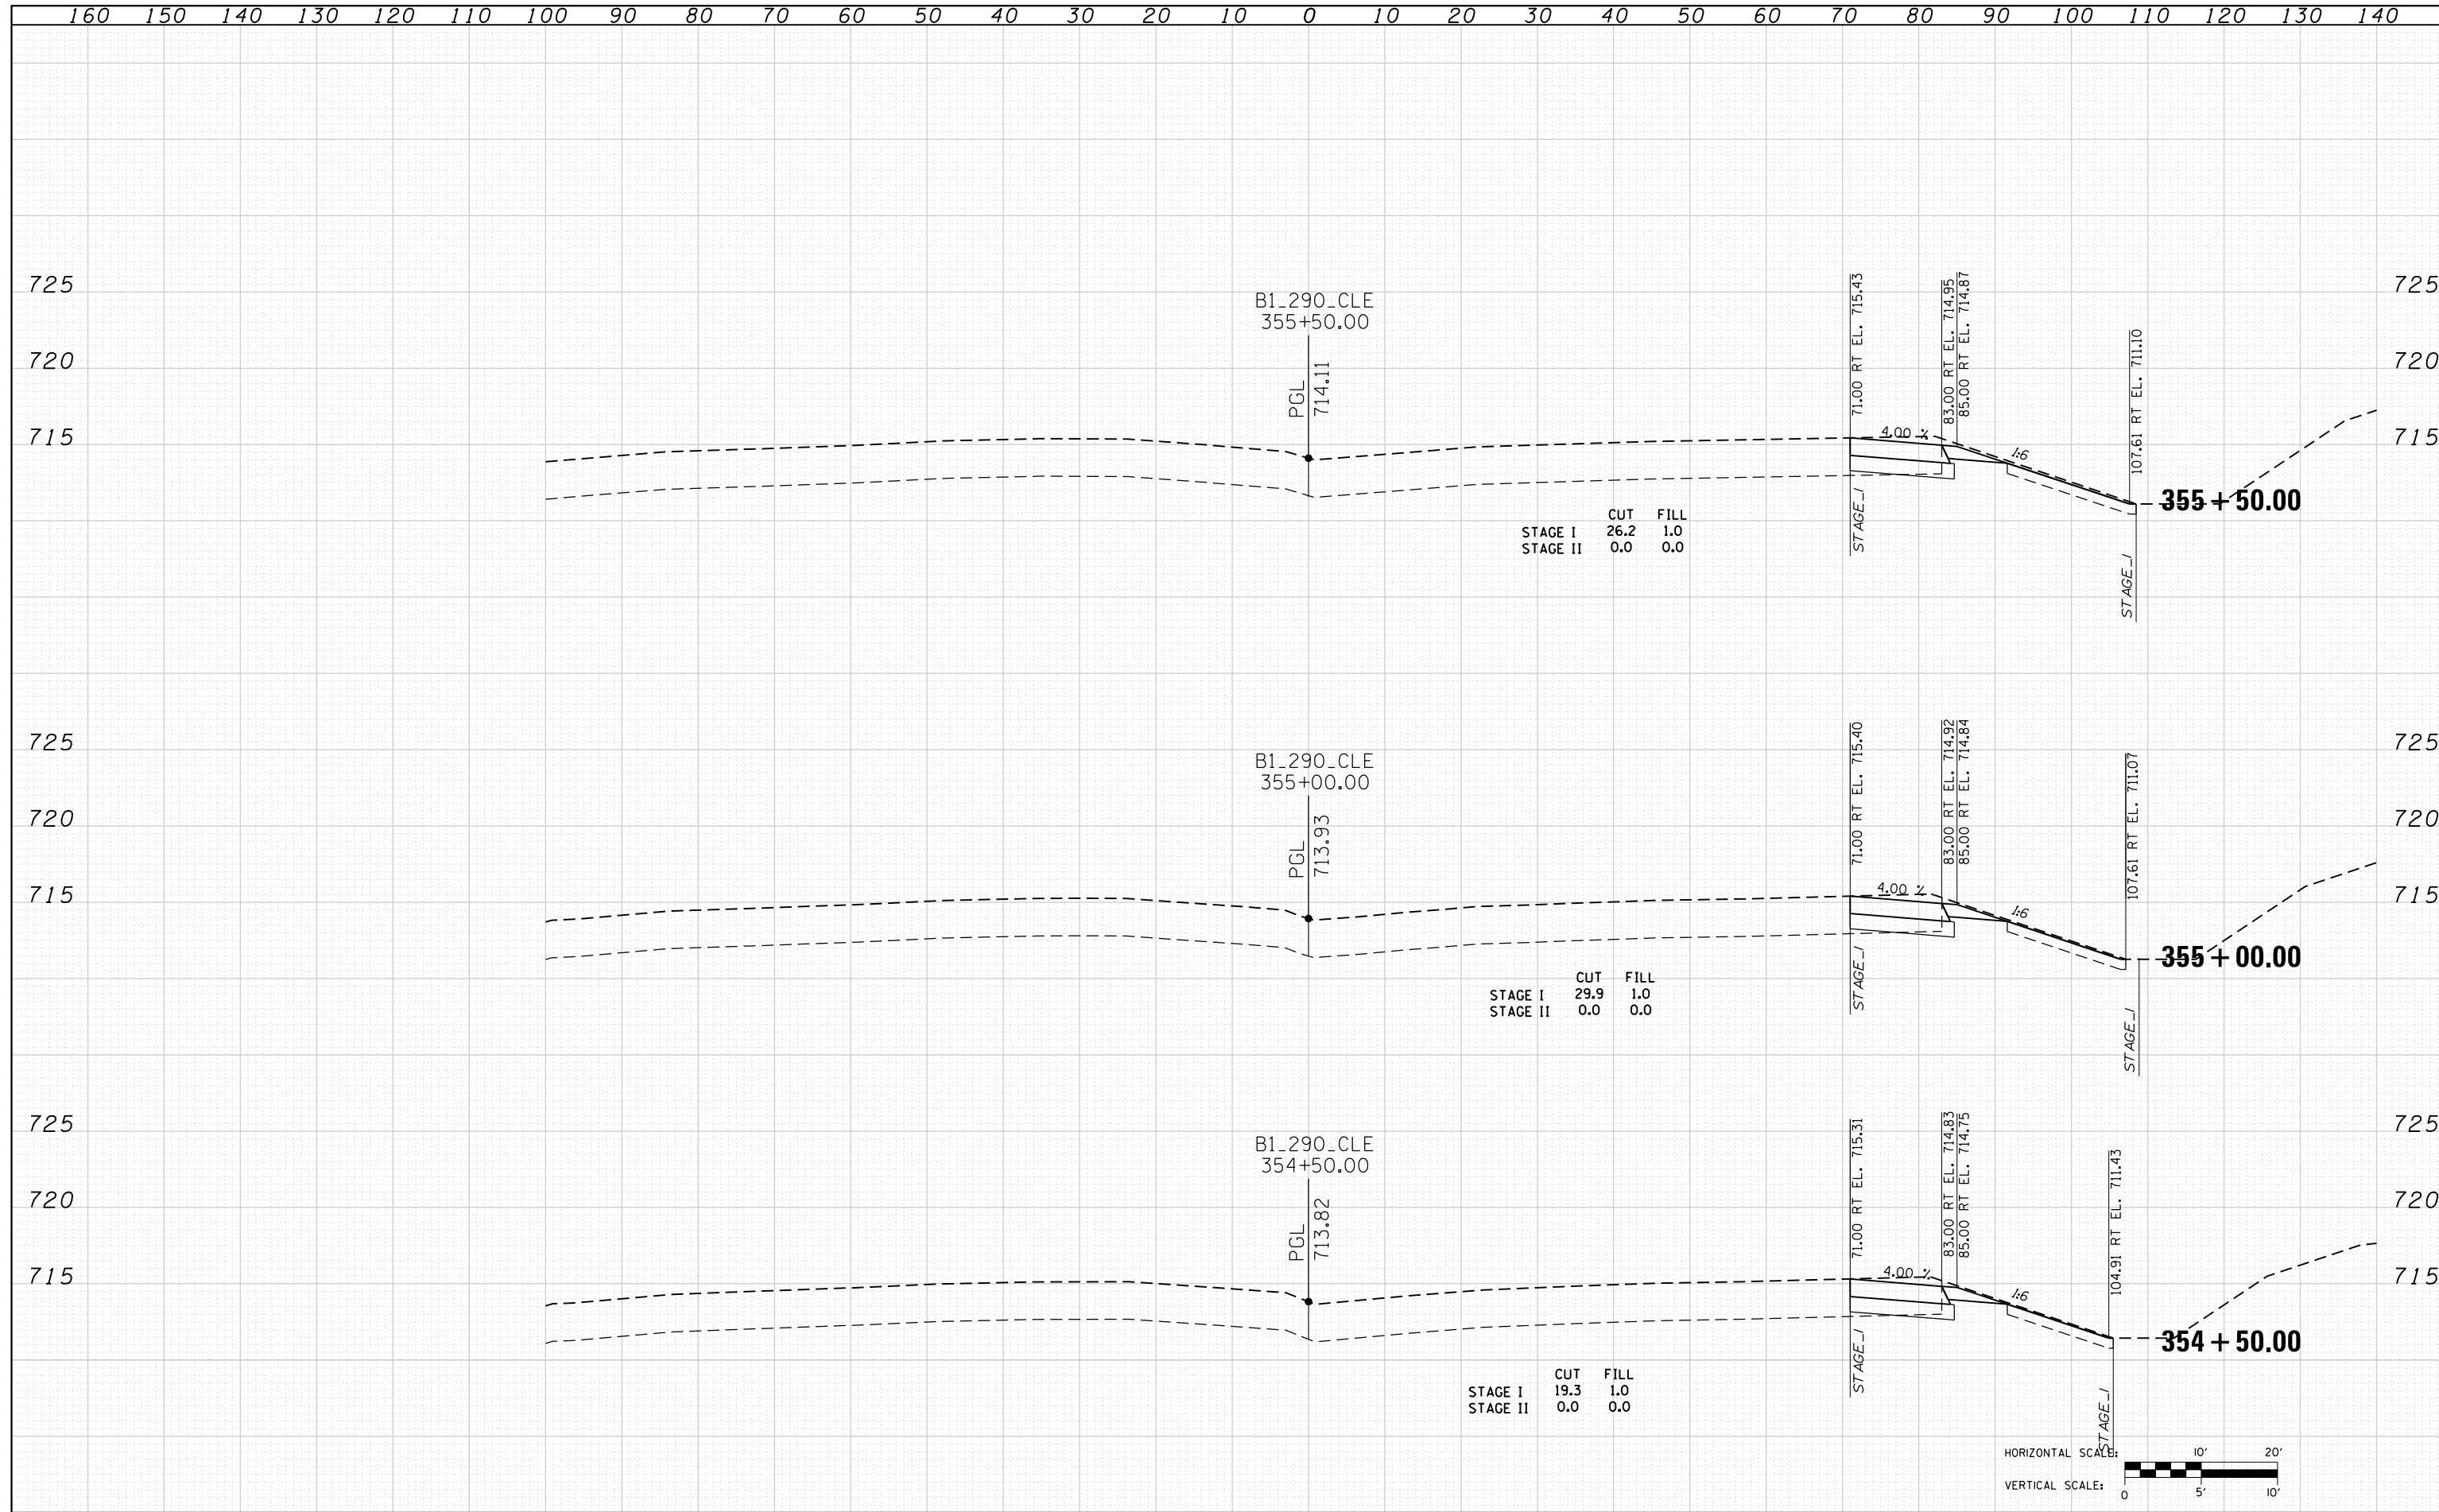 160 150 140 130 120 110 100 90 80 70 60 50 40 30 20 10 0 10 20 30 40 50 60 70 80 90 100 110 120 130 140
725 725
B1_290_CLE
355+50.00
720 720
PGL
714.11
71.00 RT EL. 715.43
83.00 RT EL. 714.95
85.00 RT EL. 714.87
107.61 RT EL. 711.10
715 715
4.00 %
1:6
355+50.00
CUT FILL
STAGE I 26.2 1.0
STAGE II 0.0 0.0
STAGE_I
STAGE_I
725 725
B1_290_CLE
355+00.00
720 720
PGL
713.93
71.00 RT EL. 715.40
83.00 RT EL. 714.92
85.00 RT EL. 714.84
107.61 RT EL. 711.07
715 715
4.00 %
1:6
355+00.00
CUT FILL
STAGE I 29.9 1.0
STAGE II 0.0 0.0
STAGE_I
STAGE_I
725 725
B1_290_CLE
354+50.00
720 720
PGL
713.82
71.00 RT EL. 715.31
83.00 RT EL. 714.83
85.00 RT EL. 714.75
104.91 RT EL. 711.43
715 715
4.00 %
1:6
354+50.00
CUT FILL
STAGE I 19.3 1.0
STAGE II 0.0 0.0
STAGE_I
STAGE_I
HORIZONTAL SCALE: 10' 20'
VERTICAL SCALE: 0 5' 10'